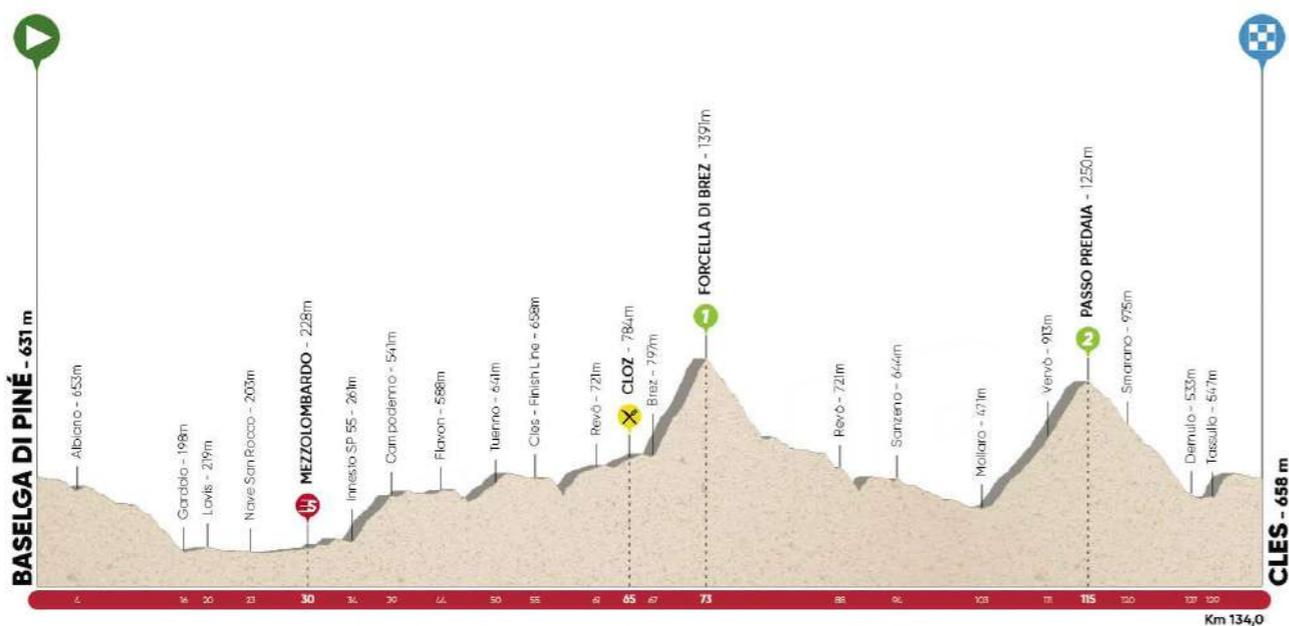 BASELGA DI PINÉ - 631 m
Albiano - 653m
Gardolo - 198m
Lavis - 219m
Nave San Rocco - 203m
MEZZOLOMBARDO - 228m
Innesto SP 55 - 261m
Campodenno - 541m
Flavon - 588m
Tuenno - 641m
Cles - Finish Line - 658m
Revò - 721m
CLOZ - 784m
Brez - 797m
FORCELLA DI BREZ - 1391m
1
Revò - 721m
Sanzeno - 644m
Mollaro - 471m
Vervò - 913m
PASSO PREDAIA - 1250m
2
Smarano - 975m
Dermulo - 533m
Tassullo - 547m
CLES - 658 m
4 16 20 23 30 34 39 44 50 55 65 67 73 88 94 103 111 115 120 127 129
Km 134,0